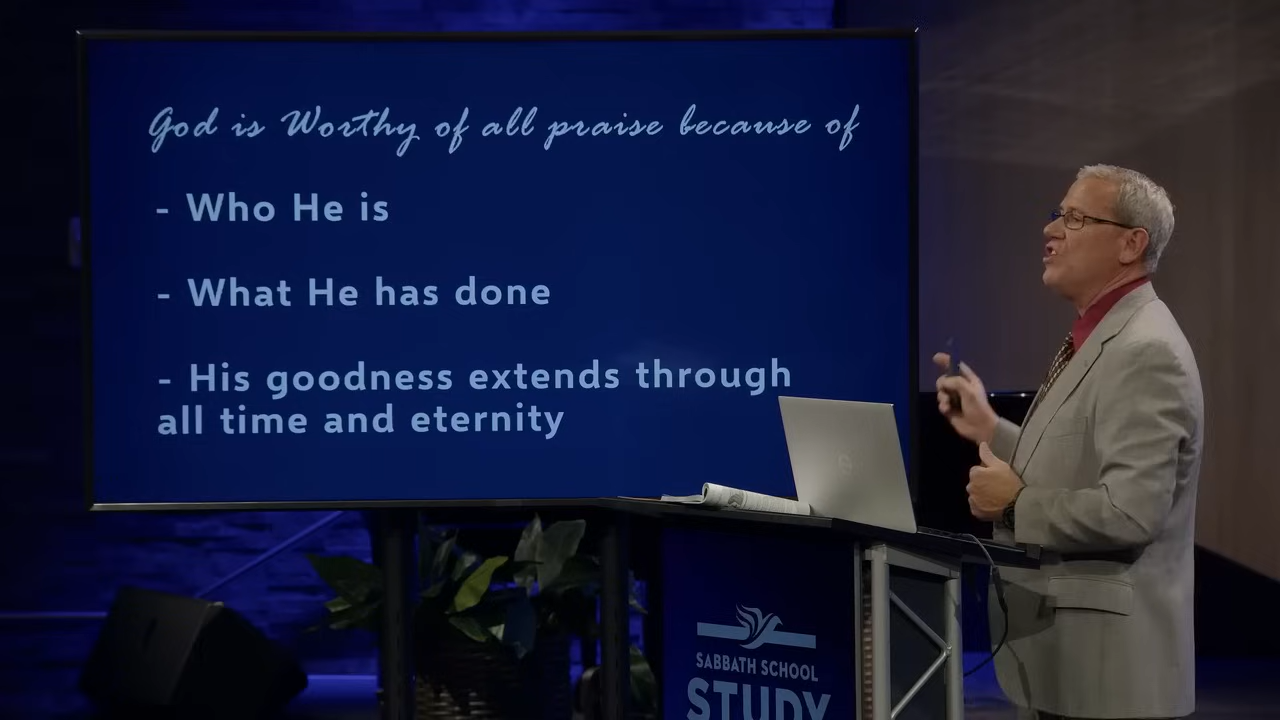 God is Worthy of all praise because of
- Who He is
- What He has done
- His goodness extends through
all time and eternity
SABBATH SCHOOL
STUDY